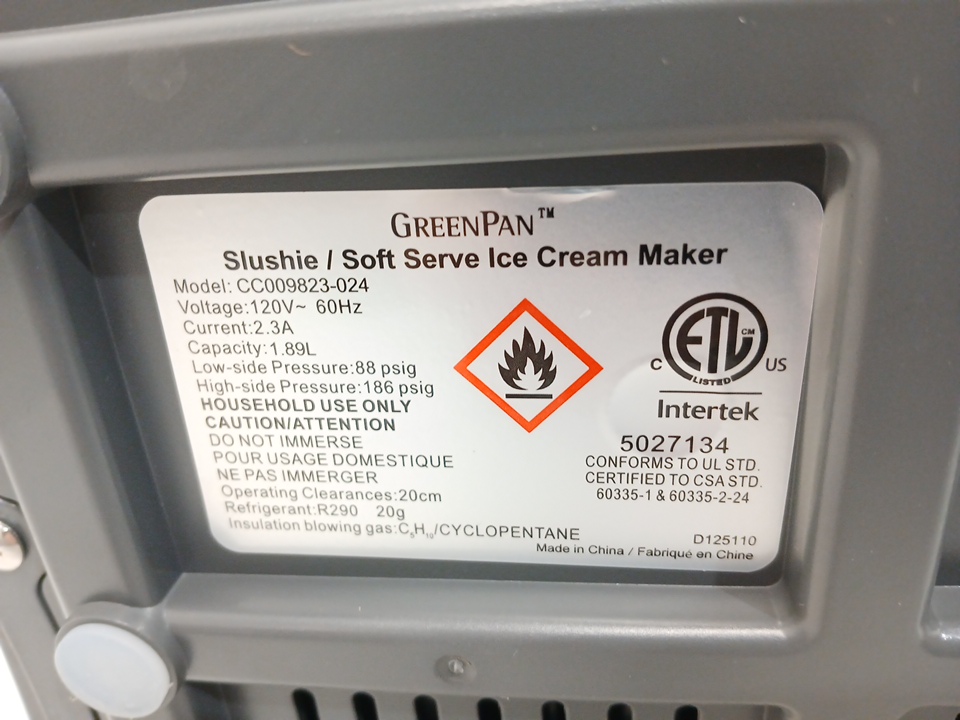 GREENPAN™
Slushie / Soft Serve Ice Cream Maker
Model: CC009823-024
Voltage:120V~ 60Hz
Current:2.3A
Capacity:1.89L
Low-side Pressure:88 psig
High-side Pressure:186 psig
HOUSEHOLD USE ONLY
CAUTION/ATTENTION
DO NOT IMMERSE
POUR USAGE DOMESTIQUE
NE PAS IMMERGER
Operating Clearances:20cm
Refrigerant:R290 20g
Insulation blowing gas:C₅H₁₀/CYCLOPENTANE
ETL CM
LISTED
C US
Intertek
5027134
CONFORMS TO UL STD.
CERTIFIED TO CSA STD.
60335-1 & 60335-2-24
D125110
Made in China / Fabriqué en Chine